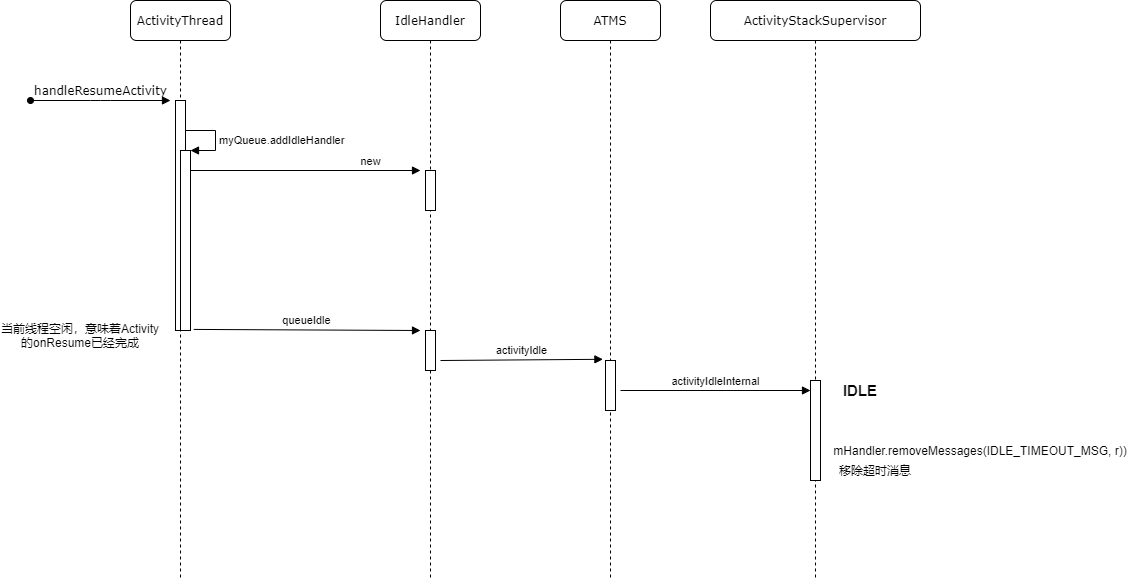 ActivityThread
IdleHandler
ATMS
ActivityStackSupervisor
handleResumeActivity
myQueue.addIdleHandler
new
当前线程空闲，意味着Activity
的onResume已经完成
queueIdle
activityIdle
activityIdleInternal
IDLE
mHandler.removeMessages(IDLE_TIMEOUT_MSG, r))
移除超时消息